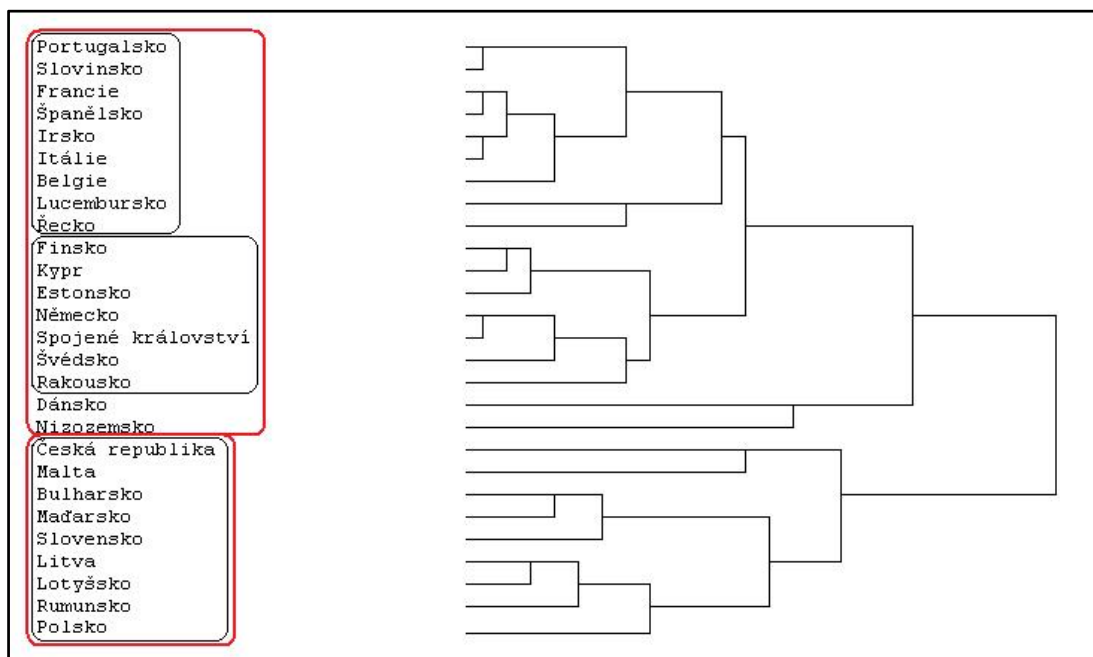 Portugalsko
Slovinsko
Francie
Španělsko
Irsko
Itálie
Belgie
Lucembursko
Řecko
Finsko
Kypr
Estonsko
Německo
Spojené království
Švédsko
Rakousko
Dánsko
Nizozemsko
Česká republika
Malta
Bulharsko
Maďarsko
Slovensko
Litva
Lotyšsko
Rumunsko
Polsko